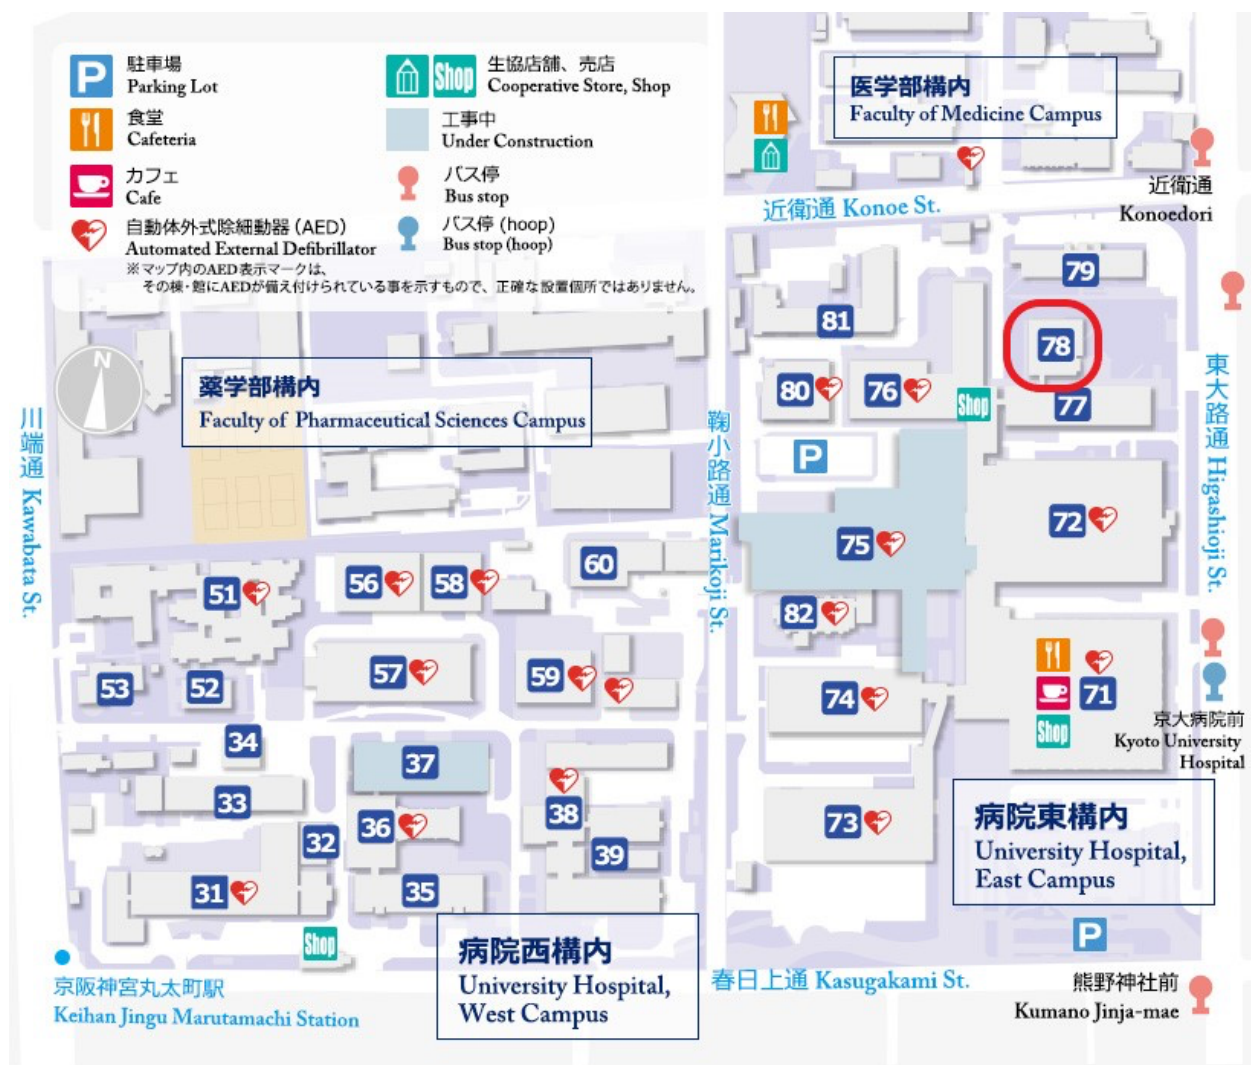 P 駐車場
Parking Lot
食堂
Cafeteria
カフェ
Cafe
自動体外式除細動器(AED)
Automated External Defibrillator
※マップ内のAED表示マークは、
その棟・館にAEDが備え付けられている事を示すもので、正確な設置個所ではありません。
Shop 生協店舗、売店
Cooperative Store, Shop
工事中
Under Construction
バス停
Bus stop
バス停 (hoop)
Bus stop (hoop)
医学部構内
Faculty of Medicine Campus
近衛通
Konoedori
近衛通 Konoe St.
79
81
78
N
薬学部構内
Faculty of Pharmaceutical Sciences Campus
80
76
Shop
77
川端通 Kawabata St.
鞠小路通 Marikoji St.
東大路通 Higashioji St.
P
72
75
60
51
56
58
82
53
52
57
59
74
71
Shop
京大病院前
Kyoto University
Hospital
34
37
33
38
36
32
39
73
31
35
病院東構内
University Hospital,
East Campus
P
Shop
病院西構内
University Hospital,
West Campus
京阪神宮丸太町駅
Keihan Jingu Marutamachi Station
春日上通 Kasugakami St.
熊野神社前
Kumano Jinja-mae